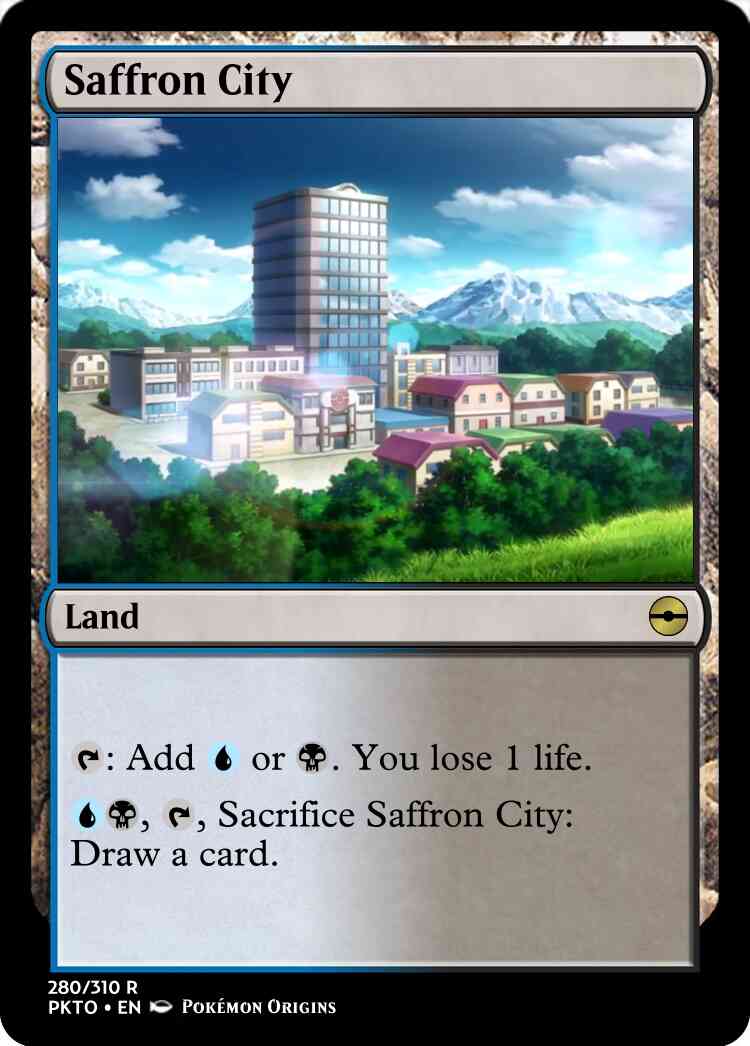 Saffron City
Land
: Add or . You lose 1 life.
, , Sacrifice Saffron City:
Draw a card.
280/310 R
PKTO • EN Pokémon Origins